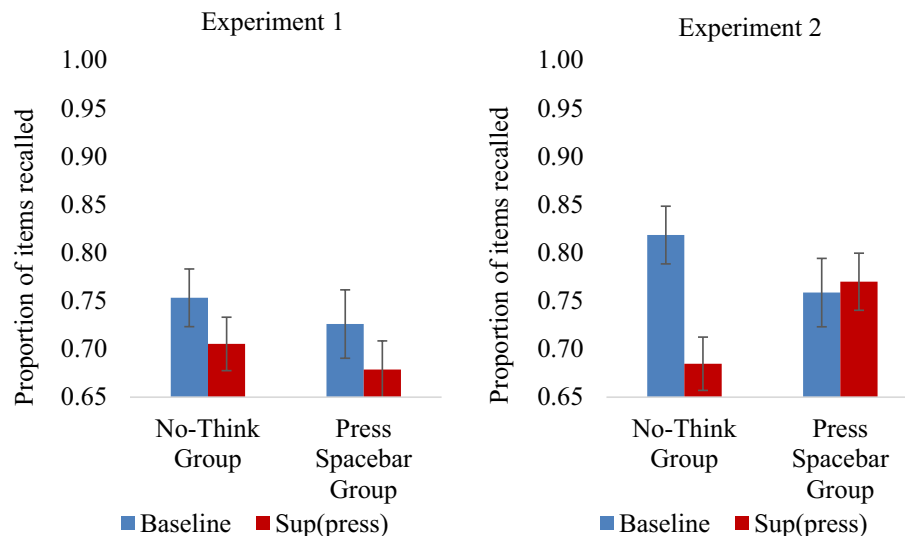 Experiment 1
Proportion of items recalled
1.00
0.95
0.90
0.85
0.80
0.75
0.70
0.65
No-Think
Group
Press
Spacebar
Group
Baseline Sup(press)
Experiment 2
Proportion of items recalled
1.00
0.95
0.90
0.85
0.80
0.75
0.70
0.65
No-Think
Group
Press
Spacebar
Group
Baseline Sup(press)